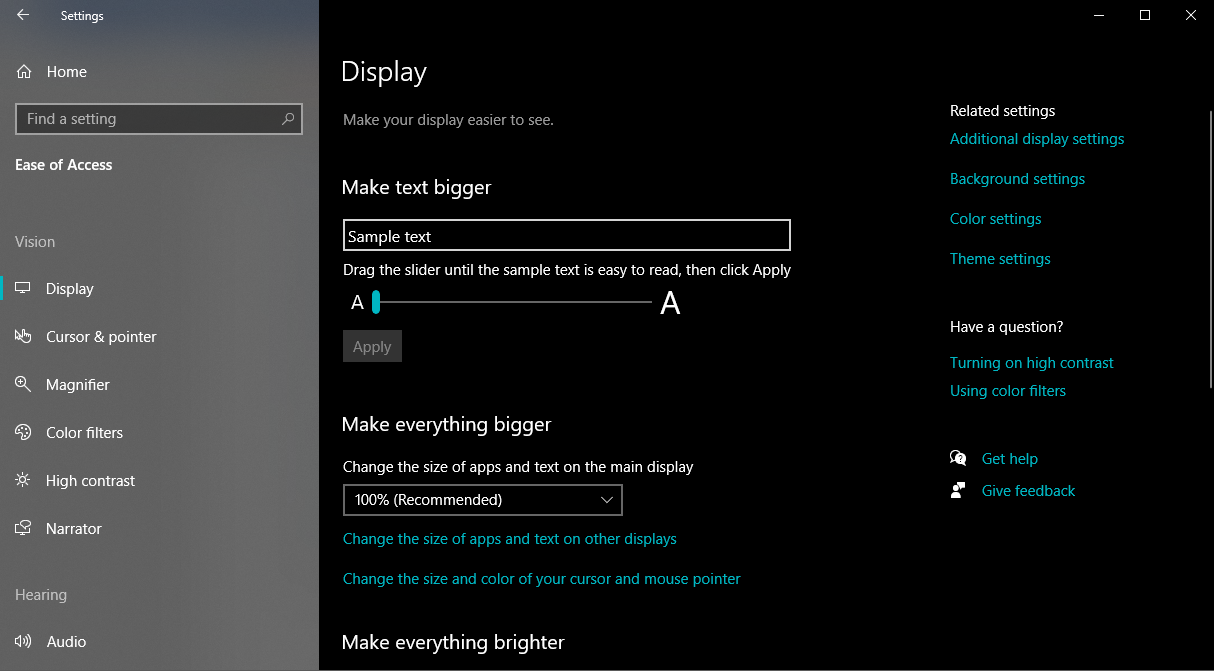 Settings
Home
Find a setting
Ease of Access
Vision
Display
Cursor & pointer
Magnifier
Color filters
High contrast
Narrator
Hearing
Audio
Display
Make your display easier to see.
Make text bigger
Sample text
Drag the slider until the sample text is easy to read, then click Apply
A A
Apply
Make everything bigger
Change the size of apps and text on the main display
100% (Recommended)
Change the size of apps and text on other displays
Change the size and color of your cursor and mouse pointer
Make everything brighter
Related settings
Additional display settings
Background settings
Color settings
Theme settings
Have a question?
Turning on high contrast
Using color filters
Get help
Give feedback